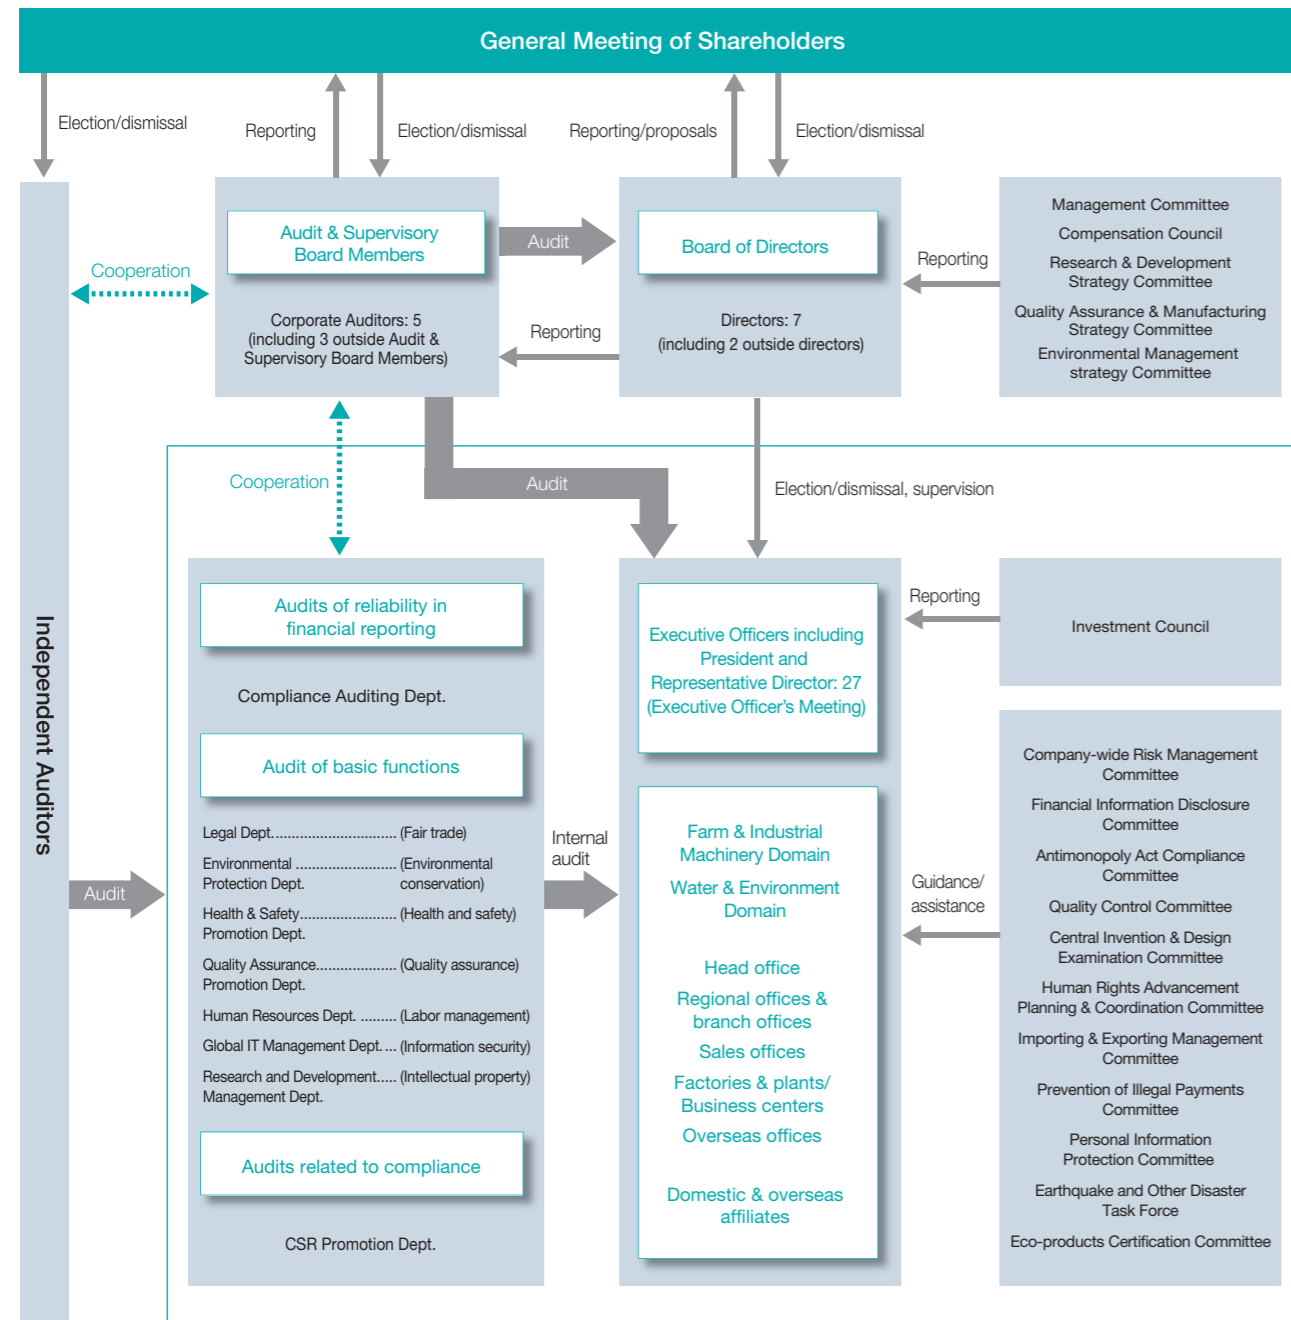 General Meeting of Shareholders
Election/dismissal
Reporting
Election/dismissal
Reporting/proposals
Election/dismissal
Independent Auditors
Cooperation
Audit & Supervisory
Board Members
Corporate Auditors: 5
(including 3 outside Audit &
Supervisory Board Members)
Audit
Reporting
Board of Directors
Directors: 7
(including 2 outside directors)
Reporting
Management Committee
Compensation Council
Research & Development
Strategy Committee
Quality Assurance & Manufacturing
Strategy Committee
Environmental Management
strategy Committee
Cooperation
Audit
Election/dismissal, supervision
Audit
Audits of reliability in
financial reporting
Compliance Auditing Dept.
Audit of basic functions
Legal Dept. .............................. (Fair trade)
Environmental ......................... (Environmental
Protection Dept. conservation)
Health & Safety........................ (Health and safety)
Promotion Dept.
Quality Assurance.................... (Quality assurance)
Promotion Dept.
Human Resources Dept. ......... (Labor management)
Global IT Management Dept. ... (Information security)
Research and Development..... (Intellectual property)
Management Dept.
Audits related to compliance
CSR Promotion Dept.
Internal
audit
Executive Officers including
President and
Representative Director: 27
(Executive Officer's Meeting)
Farm & Industrial
Machinery Domain
Water & Environment
Domain
Head office
Regional offices &
branch offices
Sales offices
Factories & plants/
Business centers
Overseas offices
Domestic & overseas
affiliates
Reporting
Investment Council
Guidance/
assistance
Company-wide Risk Management
Committee
Financial Information Disclosure
Committee
Antimonopoly Act Compliance
Committee
Quality Control Committee
Central Invention & Design
Examination Committee
Human Rights Advancement
Planning & Coordination Committee
Importing & Exporting Management
Committee
Prevention of Illegal Payments
Committee
Personal Information
Protection Committee
Earthquake and Other Disaster
Task Force
Eco-products Certification Committee